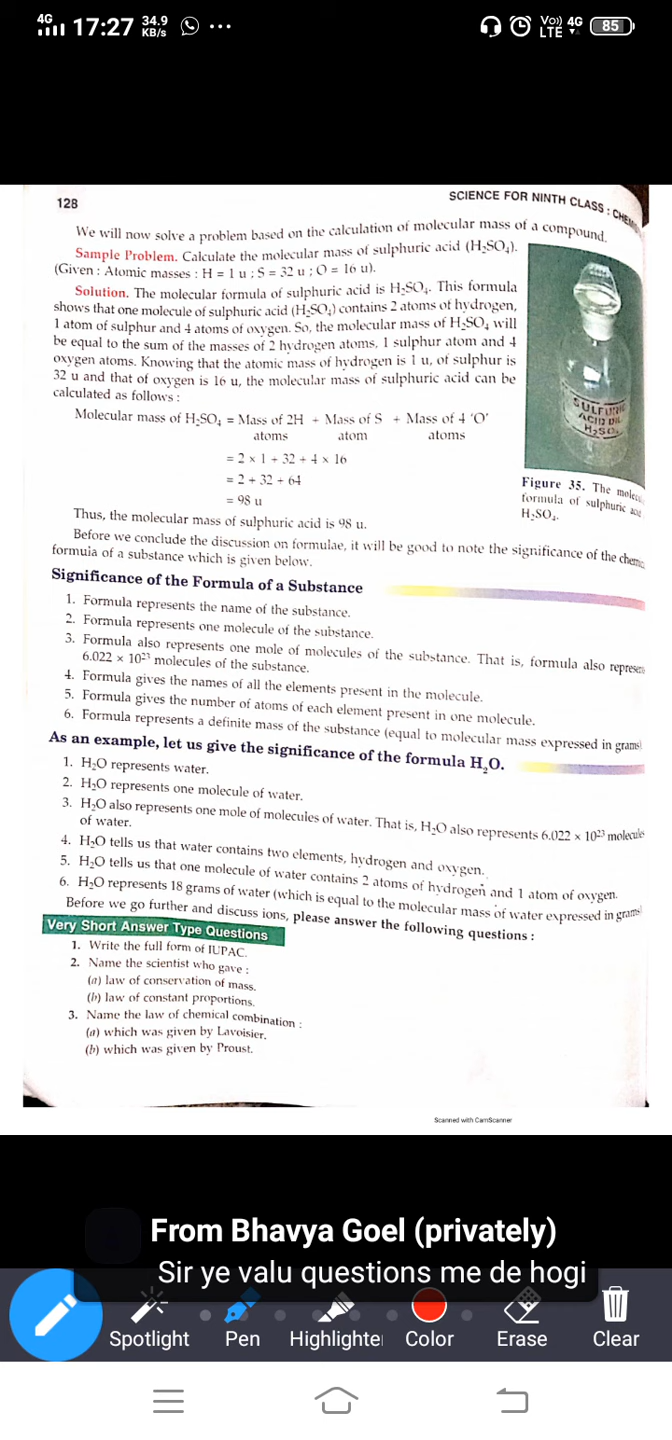 4G 17:27 34.9 KB/s ... Vo)) LTE 4G 85
128
SCIENCE FOR NINTH CLASS : CHEM
We will now solve a problem based on the calculation of molecular mass of a compound.
Sample Problem. Calculate the molecular mass of sulphuric acid (H₂SO₄).
(Given : Atomic masses : H = 1 u ; S = 32 u ; O = 16 u).
Solution. The molecular formula of sulphuric acid is H₂SO₄. This formula
shows that one molecule of sulphuric acid (H₂SO₄) contains 2 atoms of hydrogen,
1 atom of sulphur and 4 atoms of oxygen. So, the molecular mass of H₂SO₄ will
be equal to the sum of the masses of 2 hydrogen atoms, 1 sulphur atom and 4
oxygen atoms. Knowing that the atomic mass of hydrogen is 1 u, of sulphur is
32 u and that of oxygen is 16 u, the molecular mass of sulphuric acid can be
calculated as follows :
Molecular mass of H₂SO₄ = Mass of 2H + Mass of S + Mass of 4 'O'
atoms atom atoms
= 2 × 1 + 32 + 4 × 16
= 2 + 32 + 64
= 98 u
SULFURIC
ACID DIL
H₂SO₄
Figure 35. The molec
formula of sulphuric
H₂SO₄.
Thus, the molecular mass of sulphuric acid is 98 u.
Before we conclude the discussion on formulae, it will be good to note the significance of the chem
formula of a substance which is given below.
Significance of the Formula of a Substance
1. Formula represents the name of the substance.
2. Formula represents one molecule of the substance.
3. Formula also represents one mole of molecules of the substance. That is, formula also represen
6.022 × 10²³ molecules of the substance.
4. Formula gives the names of all the elements present in the molecule.
5. Formula gives the number of atoms of each element present in one molecule.
6. Formula represents a definite mass of the substance (equal to molecular mass expressed in grams)
As an example, let us give the significance of the formula H₂O.
1. H₂O represents water.
2. H₂O represents one molecule of water.
3. H₂O also represents one mole of molecules of water. That is, H₂O also represents 6.022 × 10²³ molecule
of water.
4. H₂O tells us that water contains two elements, hydrogen and oxygen.
5. H₂O tells us that one molecule of water contains 2 atoms of hydrogen and 1 atom of oxygen.
6. H₂O represents 18 grams of water (which is equal to the molecular mass of water expressed in grams
Before we go further and discuss ions, please answer the following questions :
Very Short Answer Type Questions
1. Write the full form of IUPAC.
2. Name the scientist who gave :
(a) law of conservation of mass.
(b) law of constant proportions.
3. Name the law of chemical combination :
(a) which was given by Lavoisier.
(b) which was given by Proust.
Scanned with CamScanner
From Bhavya Goel (privately)
Sir ye valu questions me de hogi
Spotlight Pen Highlighte Color Erase Clear